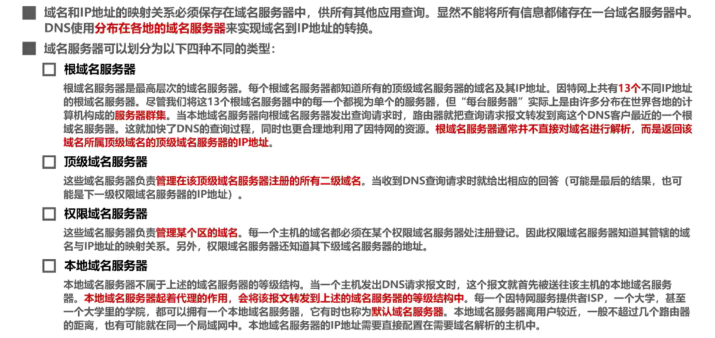 域名和IP地址的映射关系必须保存在域名服务器中，供所有其他应用查询。显然不能将所有信息都储存在一台域名服务器中。
DNS使用分布在各地的域名服务器来实现域名到IP地址的转换。
域名服务器可以划分为以下四种不同的类型：
根域名服务器
根域名服务器是最高层次的域名服务器。每个根域名服务器都知道所有的顶级域名服务器的域名及其IP地址。因特网上共有13个不同IP地址
的根域名服务器。尽管我们将这13个根域名服务器中的每一个都视为单个的服务器，但“每台服务器”实际上是由许多分布在世界各地的计
算机构成的服务器群集。当本地域名服务器向根域名服务器发出查询请求时，路由器就把查询请求报文转发到离这个DNS客户最近的一个根
域名服务器。这就加快了DNS的查询过程，同时也更合理地利用了因特网的资源。根域名服务器通常并不直接对域名进行解析，而是返回该
域名所属顶级域名的顶级域名服务器的IP地址。
顶级域名服务器
这些域名服务器负责管理在该顶级域名服务器注册的所有二级域名。当收到DNS查询请求时就给出相应的回答（可能是最后的结果，也可
能是下一级权限域名服务器的IP地址）。
权限域名服务器
这些域名服务器负责管理某个区的域名。每一个主机的域名都必须在某个权限域名服务器处注册登记。因此权限域名服务器知道其管辖的域
名与IP地址的映射关系。另外，权限域名服务器还知道其下级域名服务器的地址。
本地域名服务器
本地域名服务器不属于上述的域名服务器的等级结构。当一个主机发出DNS请求报文时，这个报文就首先被送往该主机的本地域名服务
器。本地域名服务器起着代理的作用，会将该报文转发到上述的域名服务器的等级结构中。每一个因特网服务提供者ISP，一个大学，甚至
一个大学里的学院，都可以拥有一个本地域名服务器，它有时也称为默认域名服务器。本地域名服务器离用户较近，一般不超过几个路由器
的距离，也有可能就在同一个局域网中。本地域名服务器的IP地址需要直接配置在需要域名解析的主机中。